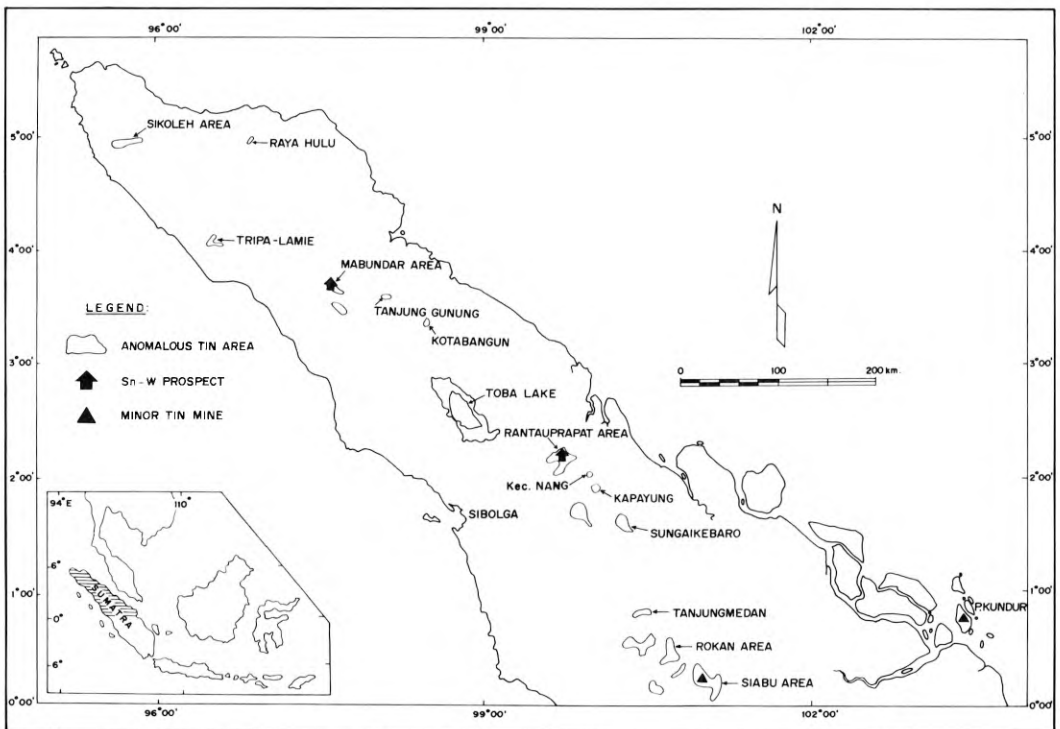 96°00' 99°00' 102°00'
SIKOLEH AREA
5°00' 5°00'
RAYA HULU
N
TRIPA-LAMIE
4°00' 4°00'
MABUNDAR AREA
LEGEND:
TANJUNG GUNUNG
ANOMALOUS TIN AREA
KOTABANGUN
3°00' 3°00'
0 100 200 km.
Sn-W PROSPECT
TOBA LAKE
MINOR TIN MINE
RANTAUPRAPAT AREA
2°00' 2°00'
Kec. NANG
KAPAYUNG
94°E 110°
SIBOLGA
SUNGAIKEBARO
6° 6°
1°00' 1°00'
SUMATRA
TANJUNGMEDAN
P.KUNDUR
0° 0°
ROKAN AREA
6° 6°
SIABU AREA
0°00' 0°00'
96°00' 99°00' 102°00'